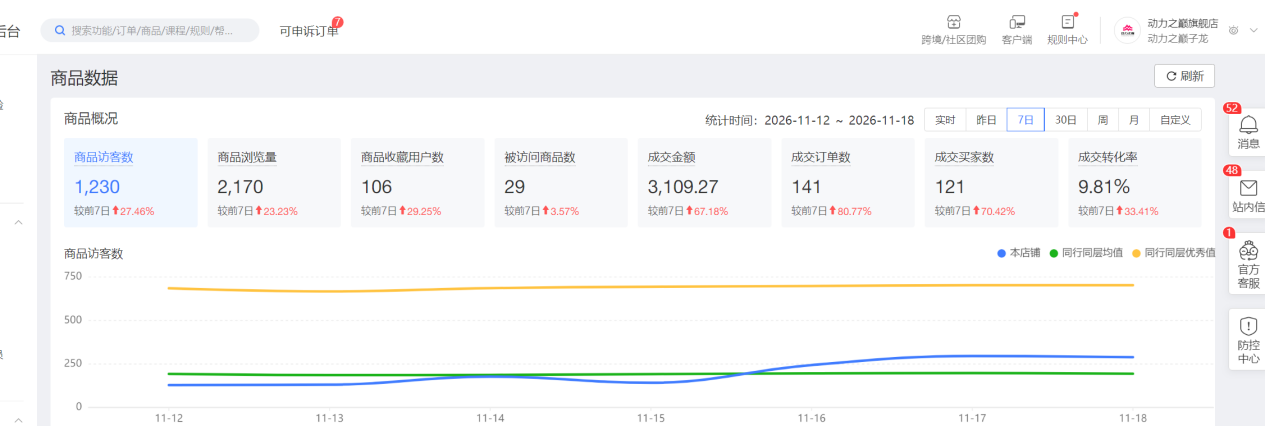 后台
搜索功能/订单/商品/课程/规则/帮...
可申诉订单
7
跨境/社区团购
客户端
规则中心
动力之巅旗舰店
动力之巅子龙
商品数据
刷新
商品概况
统计时间：2026-11-12 ~ 2026-11-18
实时 昨日 7日 30日 周 月 自定义
商品访客数
1,230
较前7日 27.46%
商品浏览量
2,170
较前7日 23.23%
商品收藏用户数
106
较前7日 29.25%
被访问商品数
29
较前7日 3.57%
成交金额
3,109.27
较前7日 67.18%
成交订单数
141
较前7日 80.77%
成交买家数
121
较前7日 70.42%
成交转化率
9.81%
较前7日 33.41%
商品访客数
本店铺 同行同层均值 同行同层优秀值
750
500
250
0
11-12 11-13 11-14 11-15 11-16 11-17 11-18
52
消息
48
站内信
1
官方
客服
防控
中心